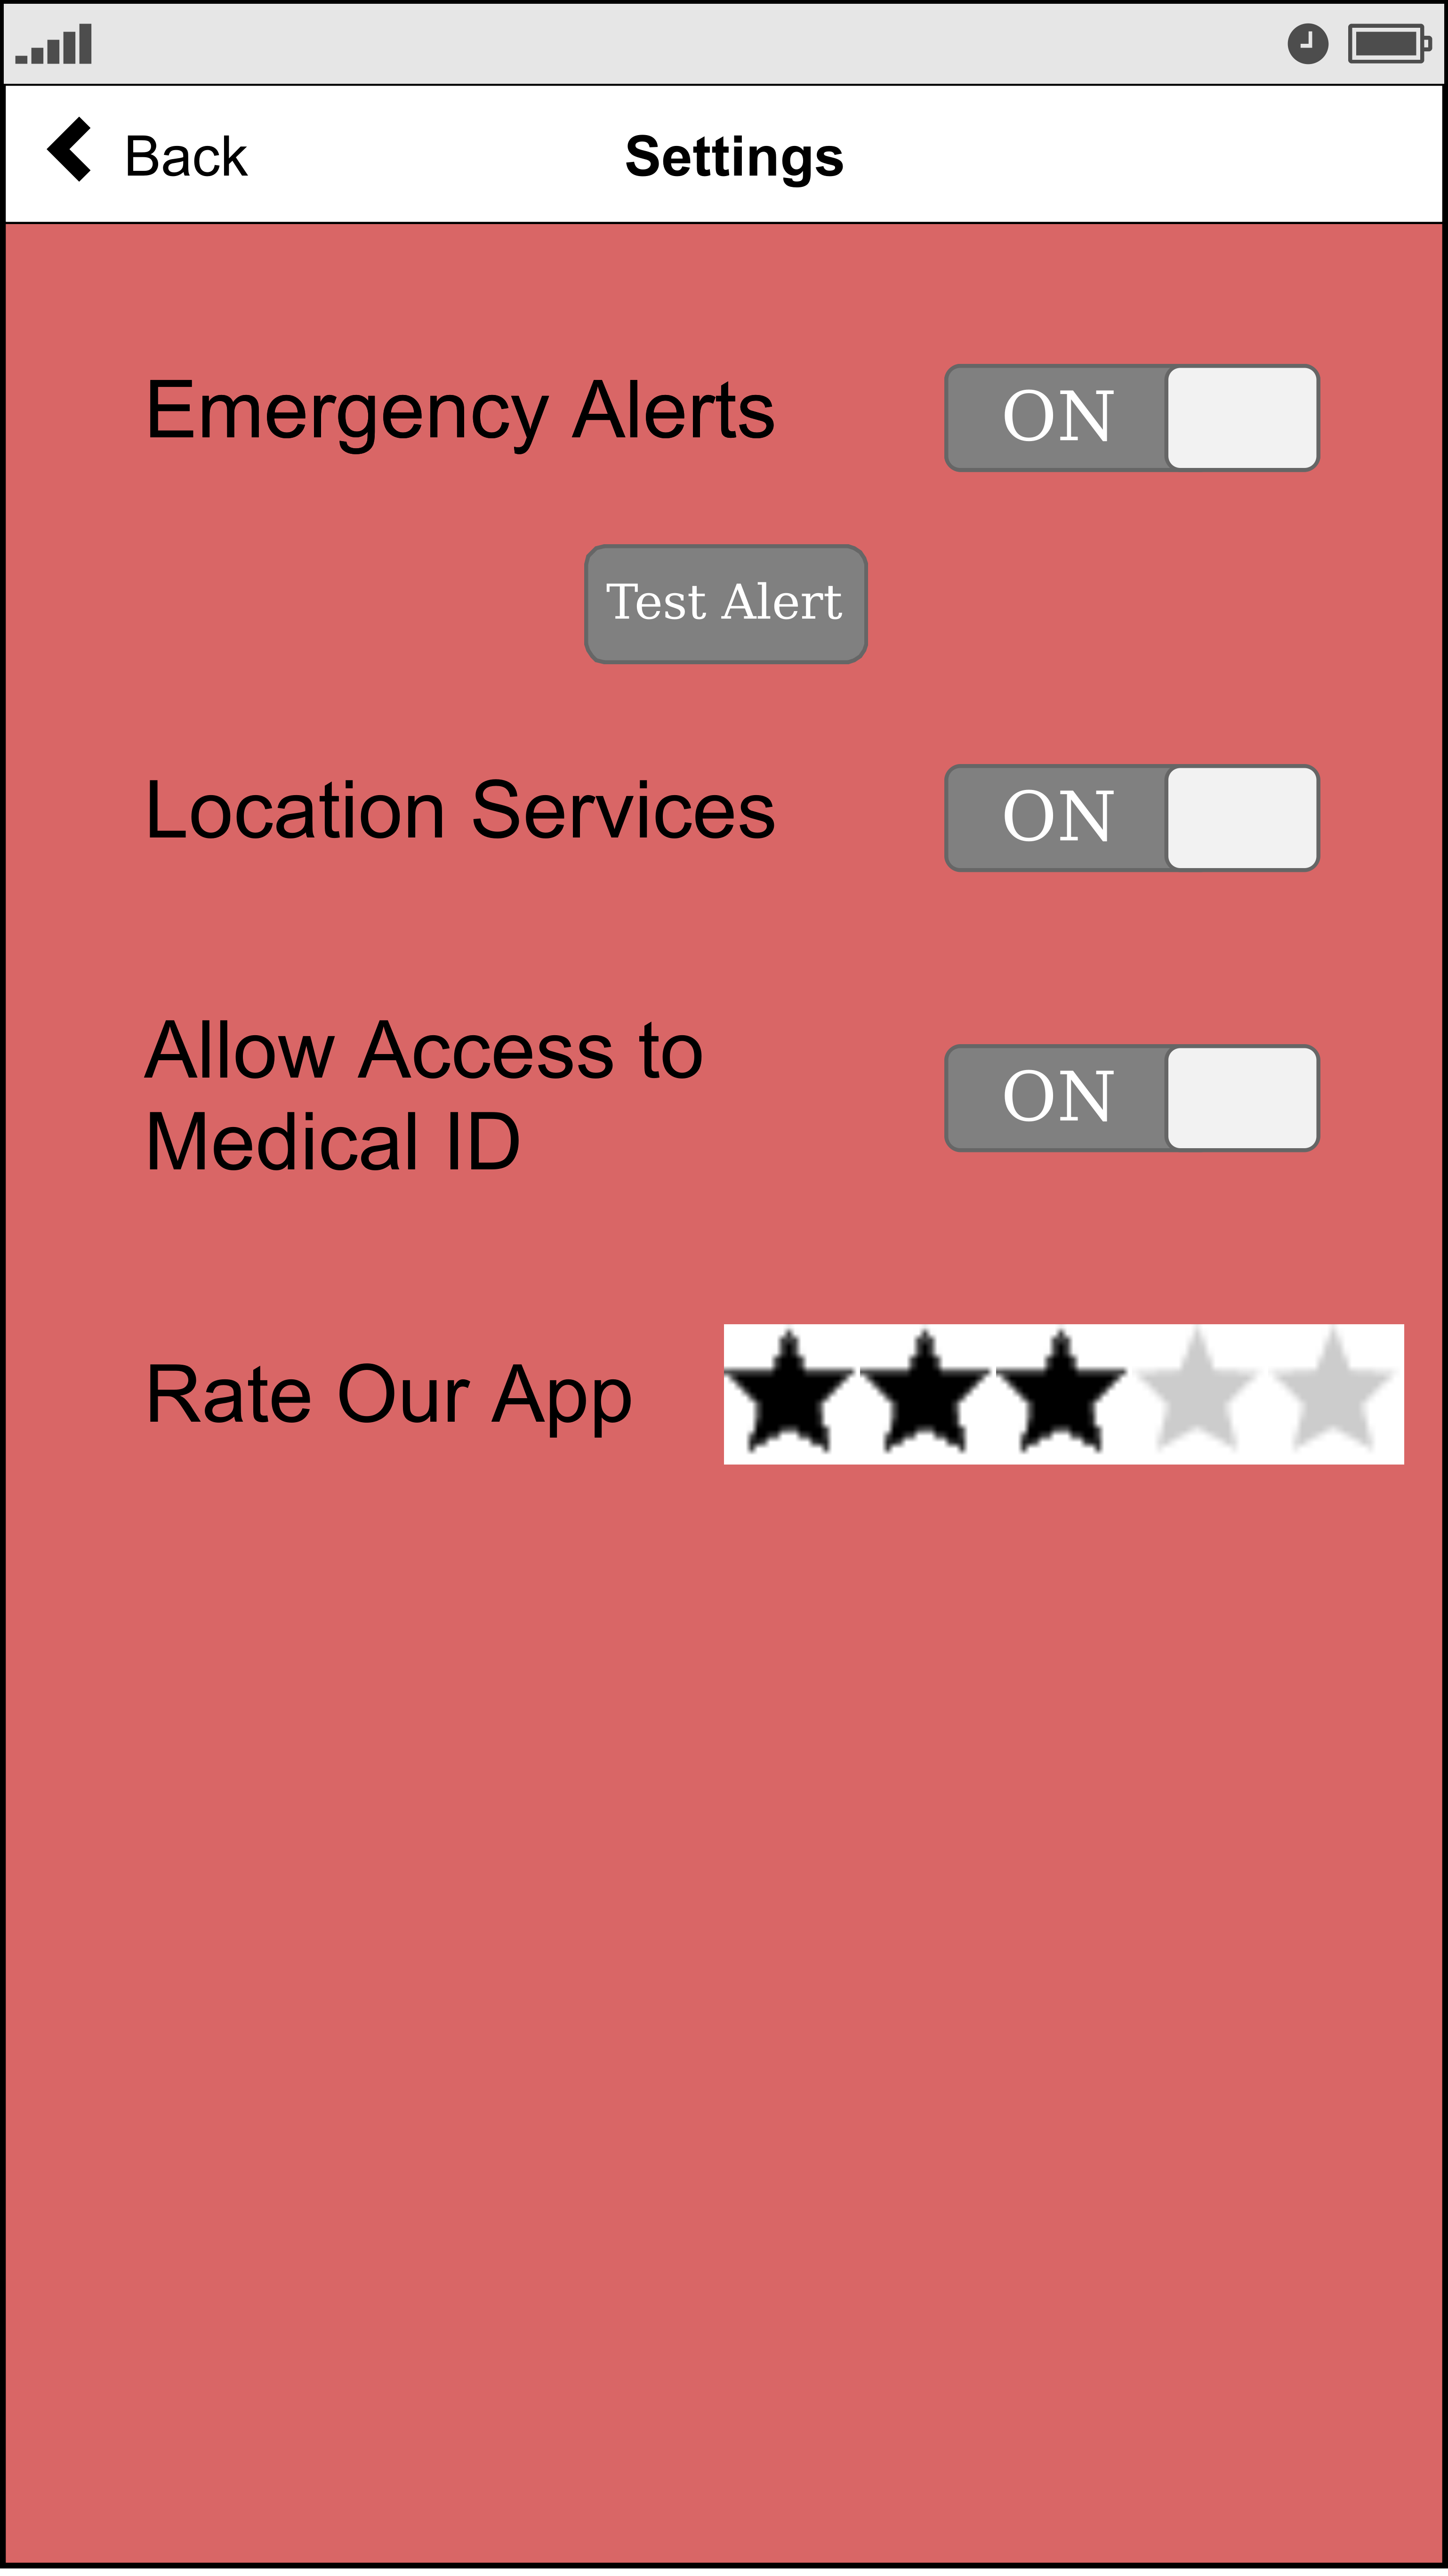 Back
Settings
Emergency Alerts
ON
Test Alert
Location Services
ON
Allow Access to
Medical ID
ON
Rate Our App